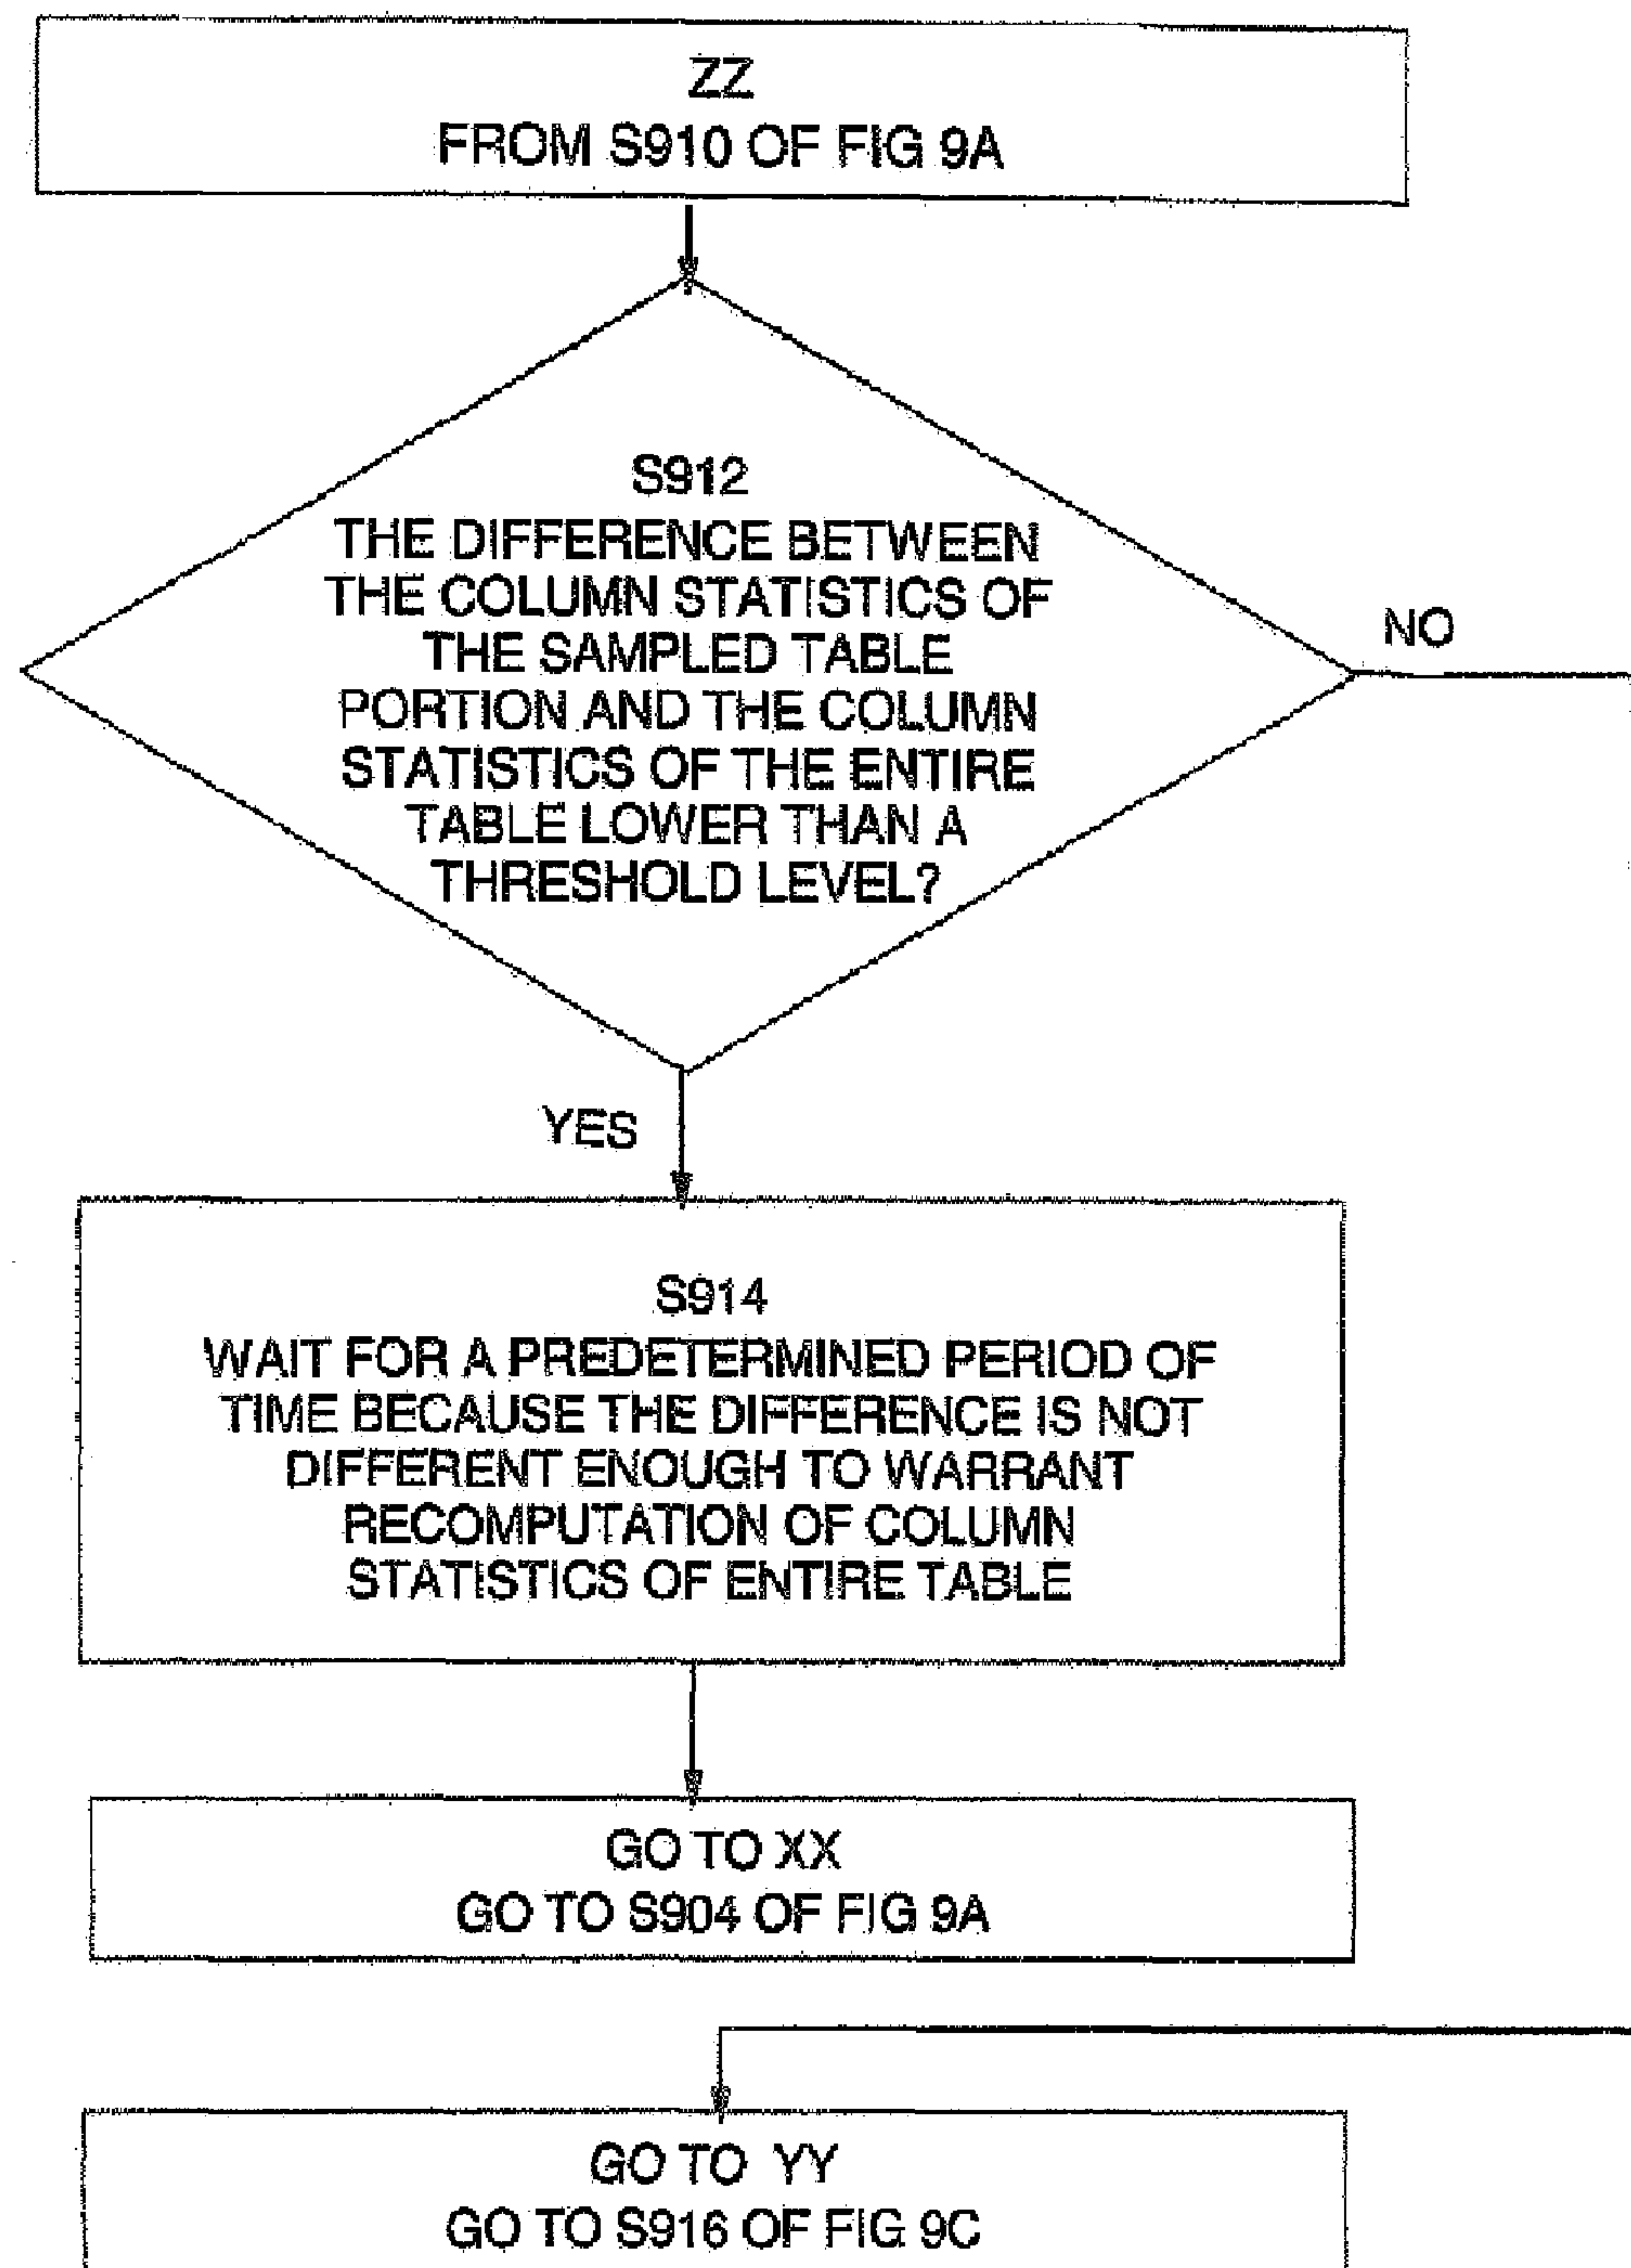 ZZ
FROM S910 OF FIG 9A
S912
THE DIFFERENCE BETWEEN
THE COLUMN STATISTICS OF
THE SAMPLED TABLE
PORTION AND THE COLUMN
STATISTICS OF THE ENTIRE
TABLE LOWER THAN A
THRESHOLD LEVEL?
NO
YES
S914
WAIT FOR A PREDETERMINED PERIOD OF
TIME BECAUSE THE DIFFERENCE IS NOT
DIFFERENT ENOUGH TO WARRANT
RECOMPUTATION OF COLUMN
STATISTICS OF ENTIRE TABLE
GO TO XX
GO TO S904 OF FIG 9A
GO TO YY
GO TO S916 OF FIG 9C